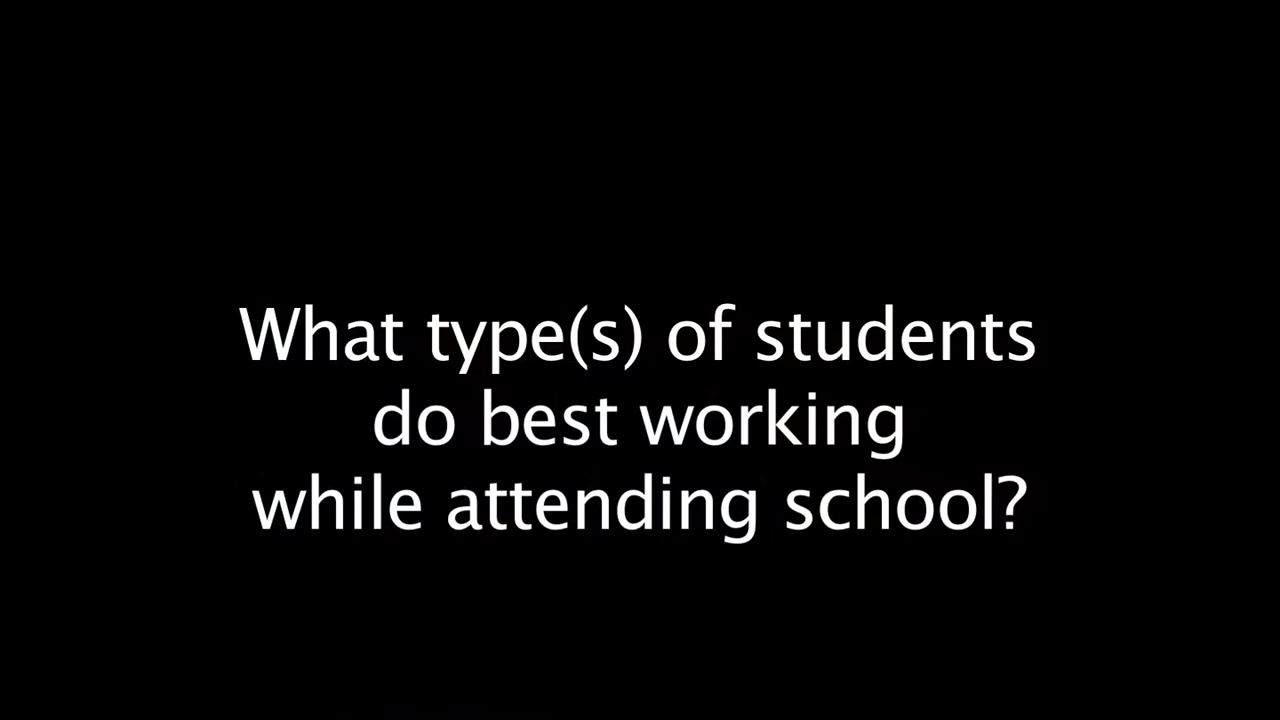 What type(s) of students
do best working
while attending school?